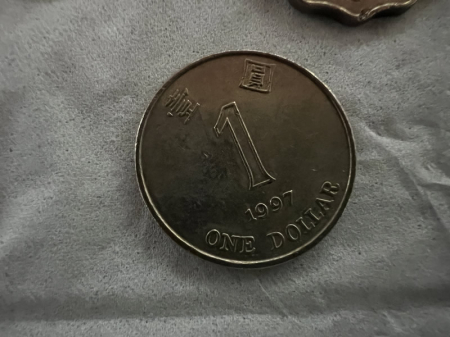 壹 圓
1
1997
ONE DOLLAR